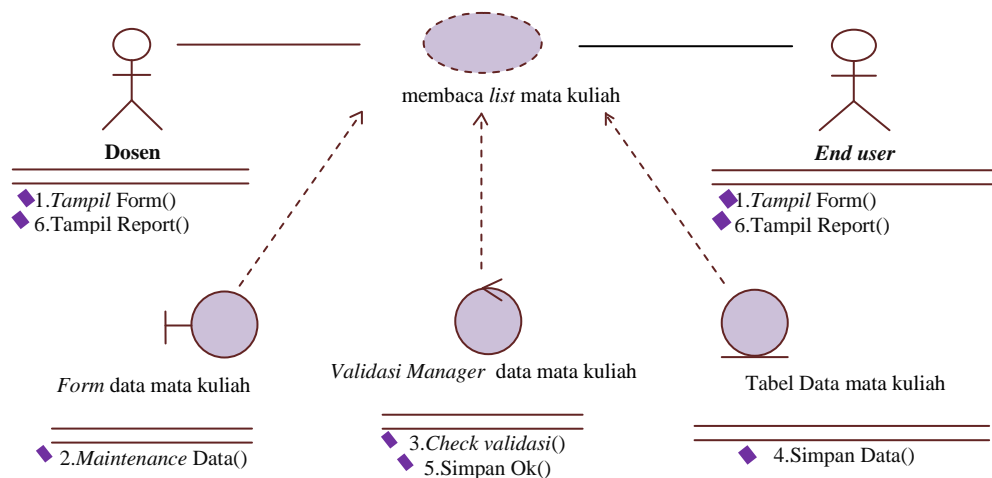 membaca list mata kuliah
Dosen
End user
1.Tampil Form()
6.Tampil Report()
1.Tampil Form()
6.Tampil Report()
Form data mata kuliah
Validasi Manager data mata kuliah
Tabel Data mata kuliah
2.Maintenance Data()
3.Check validasi()
5.Simpan Ok()
4.Simpan Data()